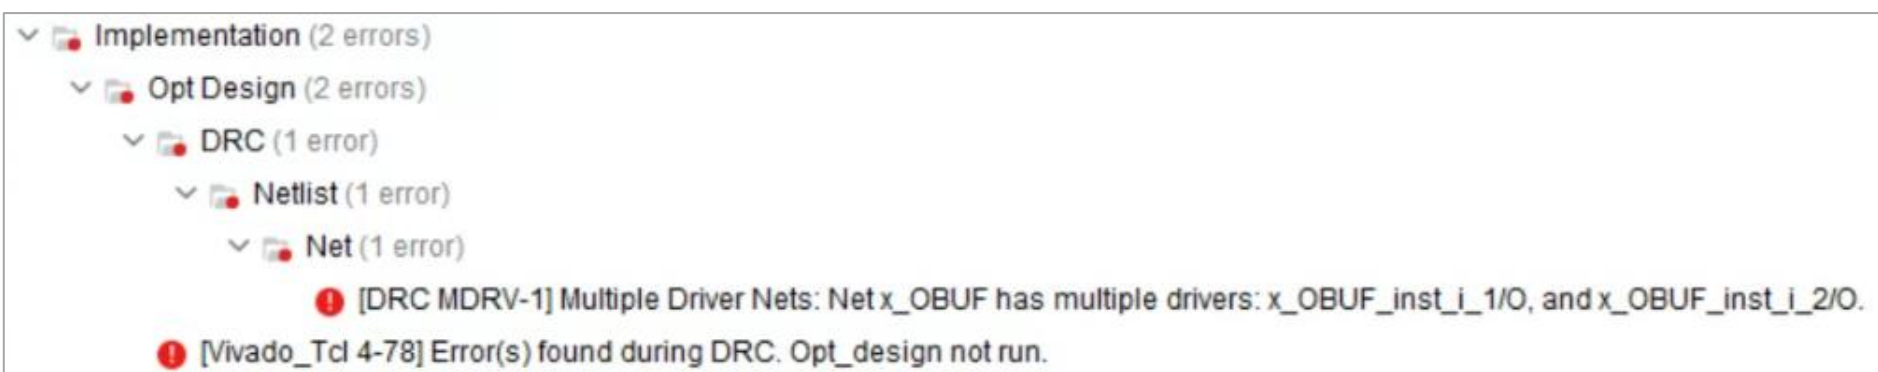 Implementation (2 errors)
Opt Design (2 errors)
DRC (1 error)
Netlist (1 error)
Net (1 error)
[DRC MDRV-1] Multiple Driver Nets: Net x_OBUF has multiple drivers: x_OBUF_inst_i_1/O, and x_OBUF_inst_i_2/O.
[Vivado_Tcl 4-78] Error(s) found during DRC. Opt_design not run.